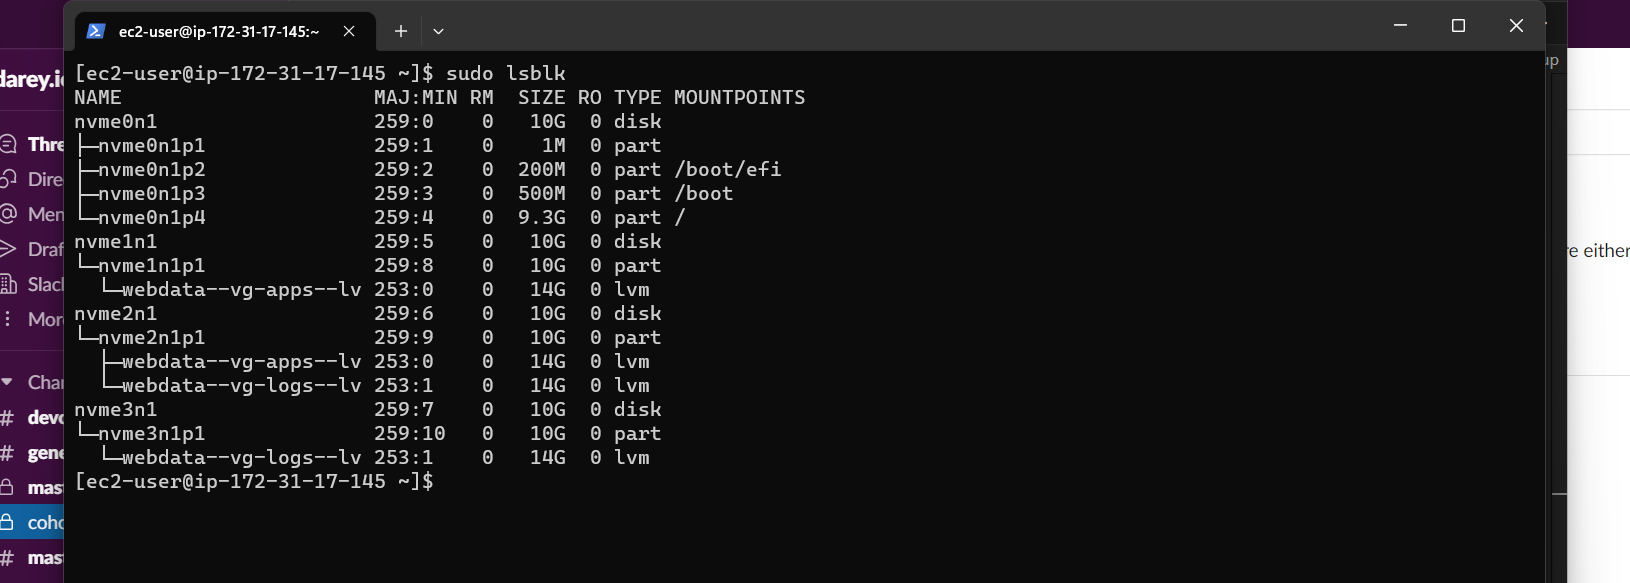 ec2-user@ip-172-31-17-145:~
[ec2-user@ip-172-31-17-145 ~]$ sudo lsblk
NAME                     MAJ:MIN RM  SIZE RO TYPE MOUNTPOINTS
nvme0n1                  259:0    0   10G  0 disk
├─nvme0n1p1              259:1    0    1M  0 part
├─nvme0n1p2              259:2    0  200M  0 part /boot/efi
├─nvme0n1p3              259:3    0  500M  0 part /boot
└─nvme0n1p4              259:4    0  9.3G  0 part /
nvme1n1                  259:5    0   10G  0 disk
└─nvme1n1p1              259:8    0   10G  0 part
  └─webdata--vg-apps--lv 253:0    0   14G  0 lvm
nvme2n1                  259:6    0   10G  0 disk
└─nvme2n1p1              259:9    0   10G  0 part
  ├─webdata--vg-apps--lv 253:0    0   14G  0 lvm
  └─webdata--vg-logs--lv 253:1    0   14G  0 lvm
nvme3n1                  259:7    0   10G  0 disk
└─nvme3n1p1              259:10   0   10G  0 part
  └─webdata--vg-logs--lv 253:1    0   14G  0 lvm
[ec2-user@ip-172-31-17-145 ~]$
darey.i
Thre
Dire
Men
Draf
Slac
Mor
Cha
# devo
# gene
mas
coho
# mas
up
e either